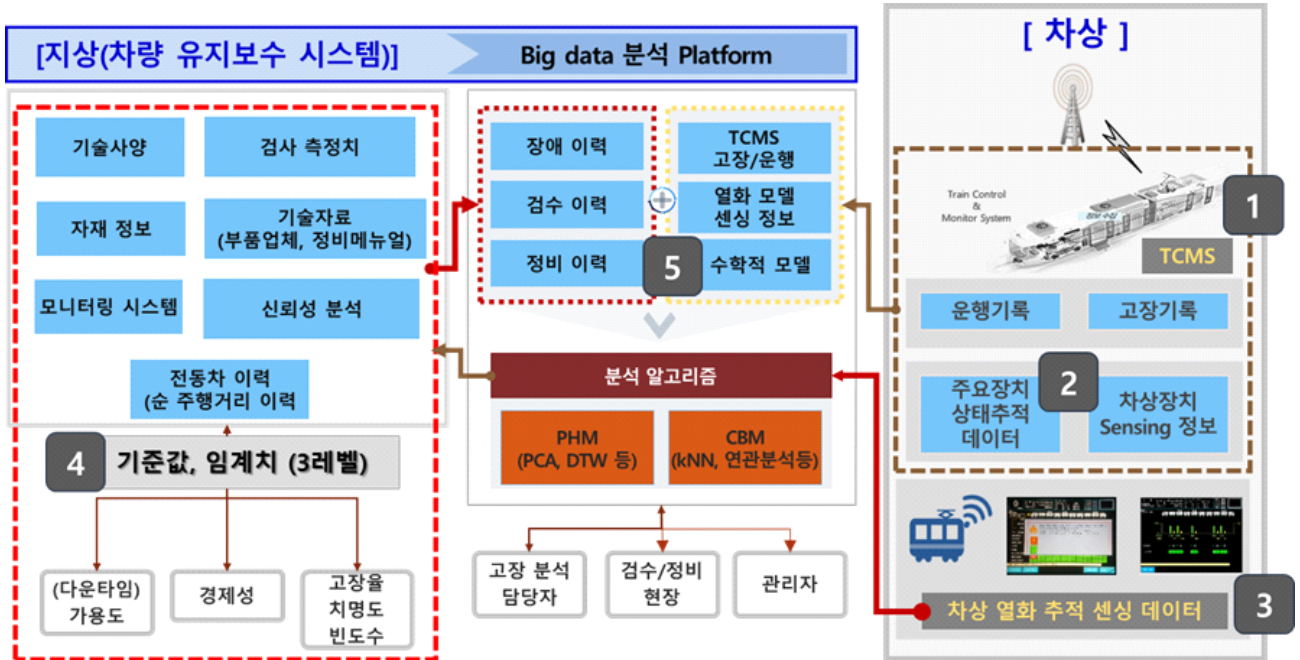 [지상(차량 유지보수 시스템)]
Big data 분석 Platform
기술사양
검사 측정치
자재 정보
기술자료
(부품업체, 정비메뉴얼)
모니터링 시스템
신뢰성 분석
전동차 이력
(순 주행거리 이력
4
기준값, 임계치 (3레벨)
(다운타임)
가용도
경제성
고장율
치명도
빈도수
장애 이력
검수 이력
정비 이력
TCMS
고장/운행
열화 모델
센싱 정보
5
수학적 모델
분석 알고리즘
PHM
(PCA, DTW 등)
CBM
(kNN, 연관분석등)
고장 분석
담당자
검수/정비
현장
관리자
[ 차상 ]
Train Control
&
Monitor System
1
TCMS
운행기록
고장기록
2
주요장치
상태추적
데이터
차상장치
Sensing 정보
차상 열화 추적 센싱 데이터
3